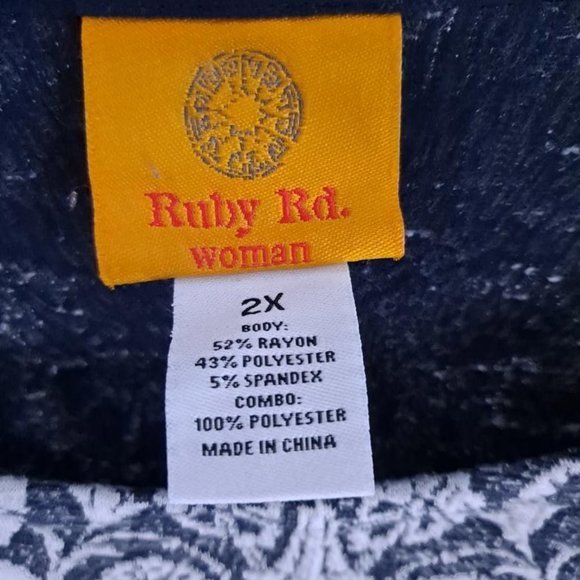 Ruby Rd.
woman
2X
BODY:
52% RAYON
43% POLYESTER
5% SPANDEX
COMBO:
100% POLYESTER
MADE IN CHINA